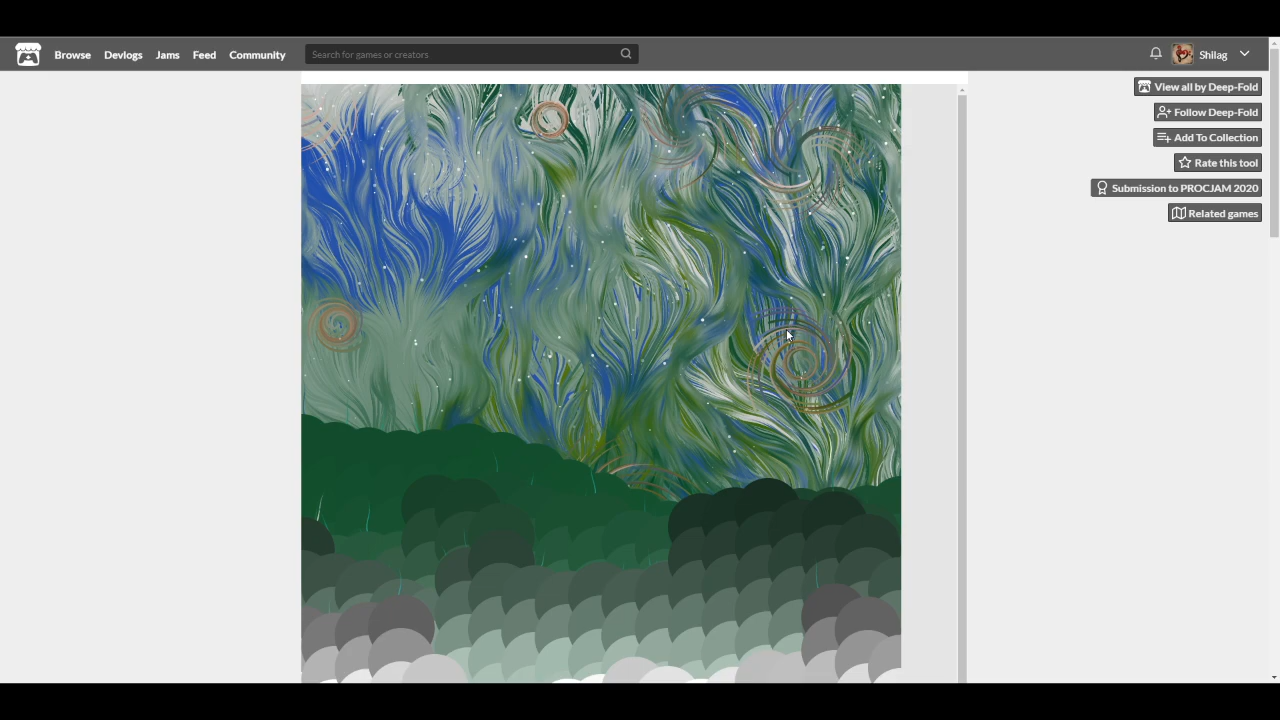 Browse Devlogs Jams Feed Community Search for games or creators Shilag
View all by Deep-Fold
Follow Deep-Fold
Add To Collection
Rate this tool
Submission to PROCJAM 2020
Related games